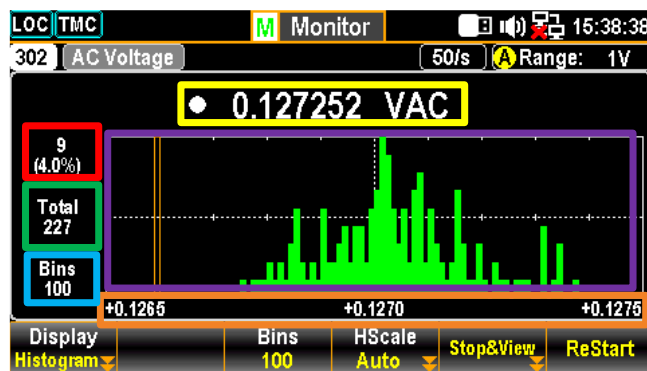 LOC TMC M Monitor 15:38:38
302 AC Voltage 50/s A Range: 1V
0.127252 VAC
9
(4.0%)
Total
227
Bins
100
+0.1265 +0.1270 +0.1275
Display Bins HScale Stop&View ReStart
Histogram 100 Auto